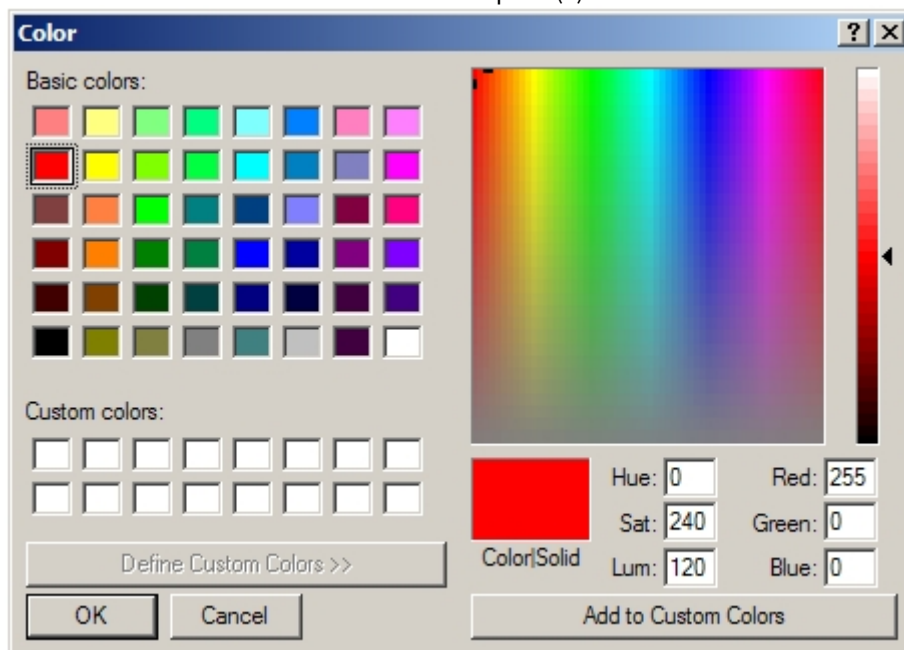 Color
Basic colors:
Custom colors:
Define Custom Colors >>
OK Cancel
Color|Solid
Hue: 0 Red: 255
Sat: 240 Green: 0
Lum: 120 Blue: 0
Add to Custom Colors